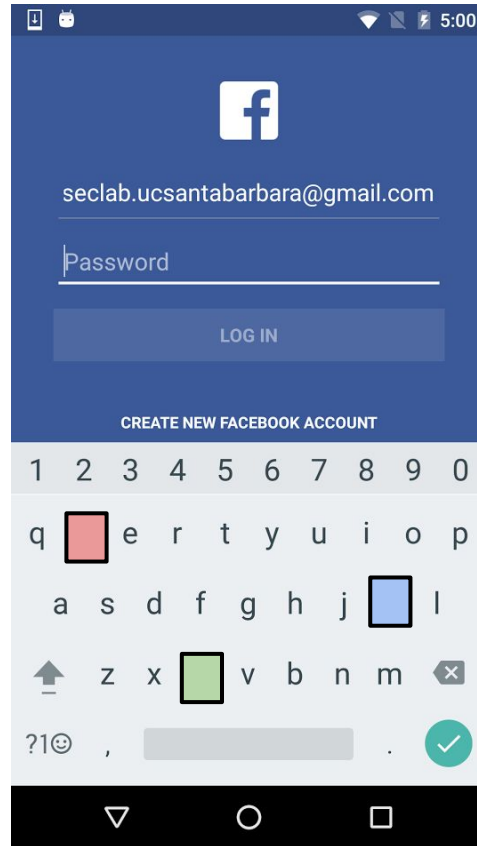 5:00
f
seclab.ucsantabarbara@gmail.com
Password
LOG IN
CREATE NEW FACEBOOK ACCOUNT
1 2 3 4 5 6 7 8 9 0
q e r t y u i o p
a s d f g h j l
z x v b n m
?1☺ , .